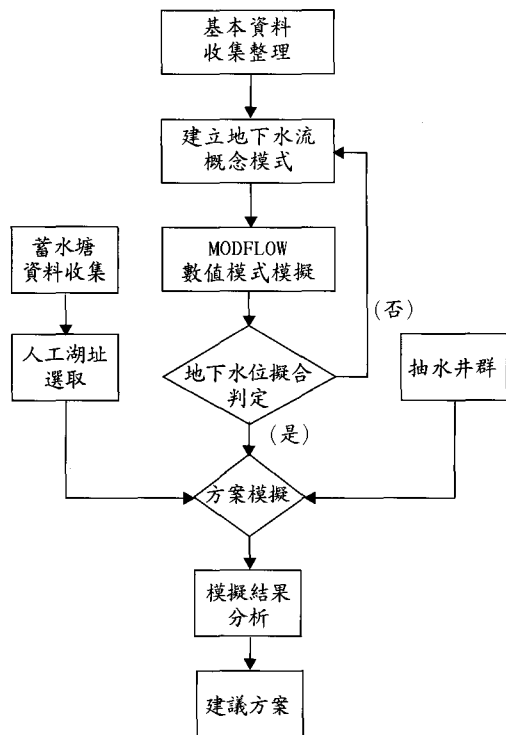 基本資料
收集整理
建立地下水流
概念模式
蓄水塘
資料收集
MODFLOW
數值模式模擬
(否)
人工湖址
選取
地下水位擬合
判定
抽水井群
(是)
方案模擬
模擬結果
分析
建議方案